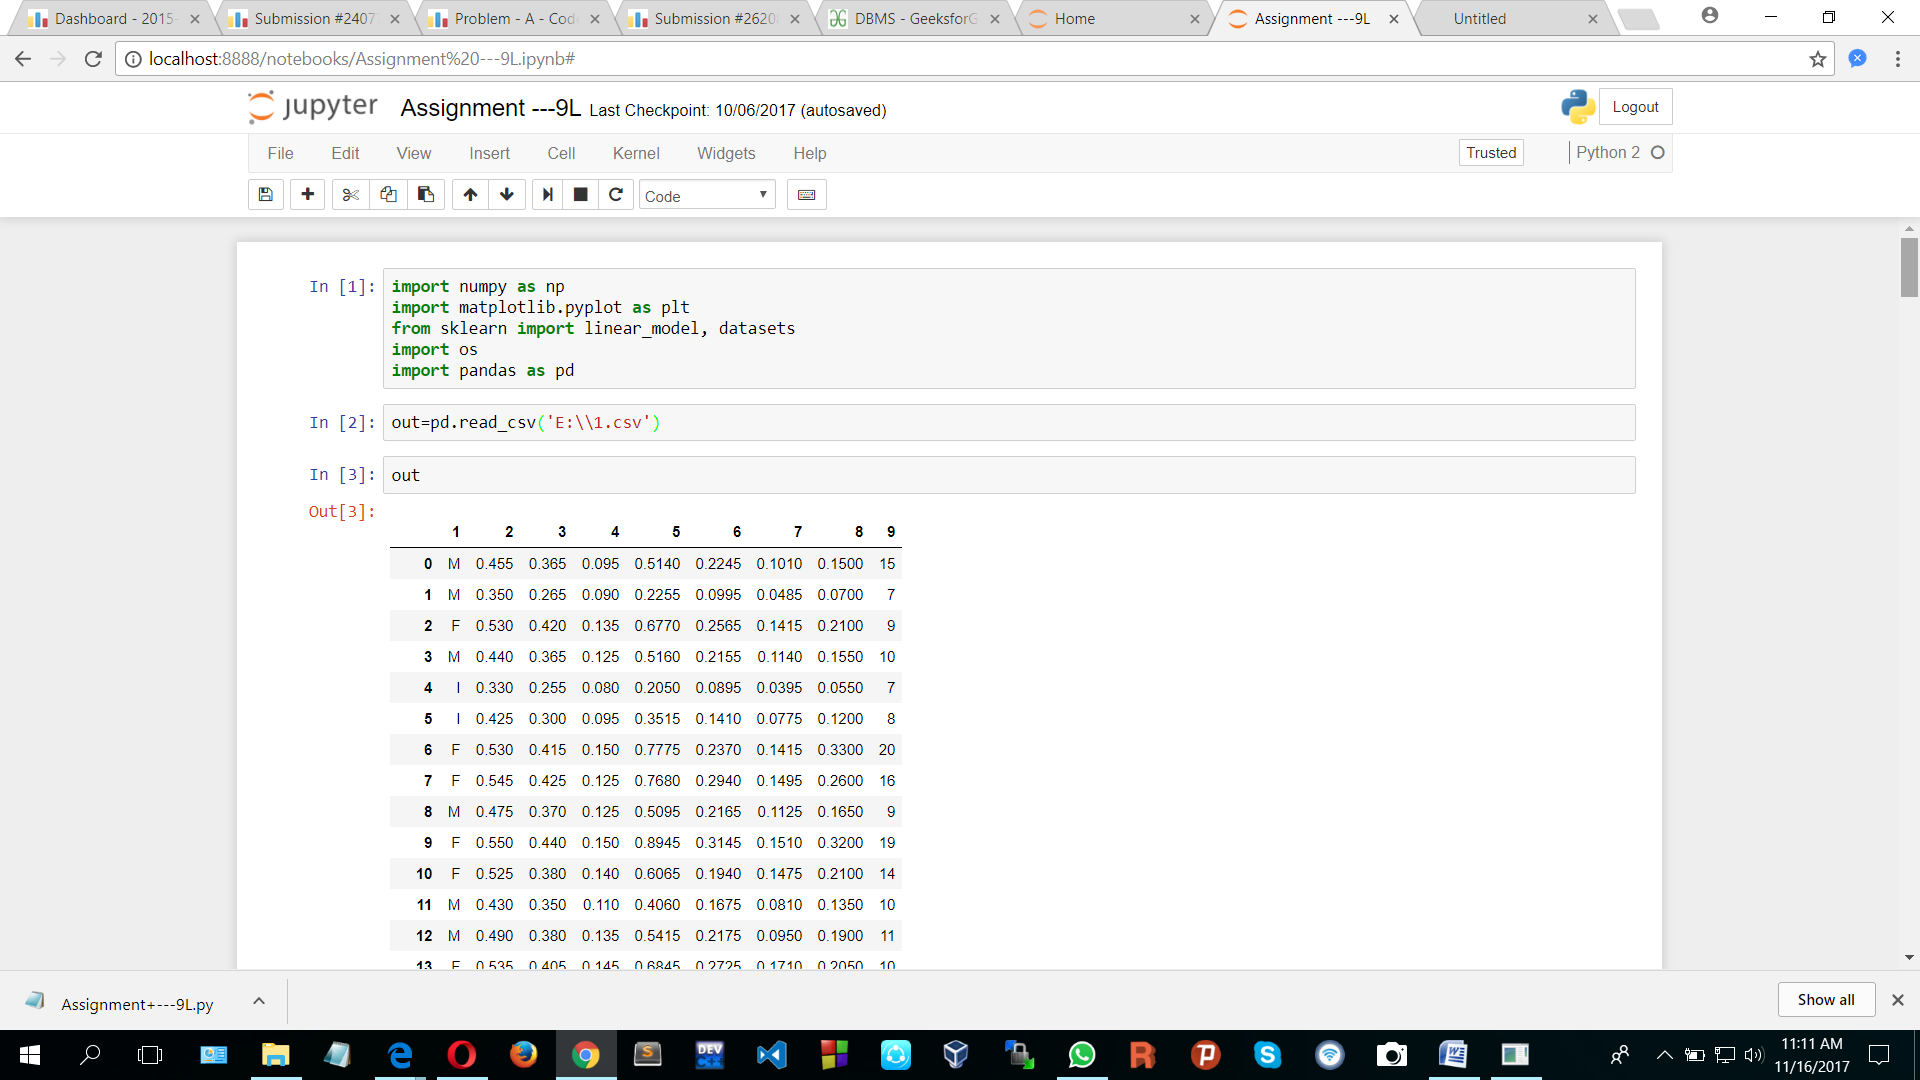 Dashboard - 2015-
Submission #2407
Problem - A - Code
Submission #2620
DBMS - GeeksforG
Home
Assignment ---9L
Untitled
localhost:8888/notebooks/Assignment%20---9L.ipynb#
jupyter
Assignment ---9L Last Checkpoint: 10/06/2017 (autosaved)
Logout
File Edit View Insert Cell Kernel Widgets Help
Trusted
Python 2
Code
In [1]:
import numpy as np
import matplotlib.pyplot as plt
from sklearn import linear_model, datasets
import os
import pandas as pd
In [2]: out=pd.read_csv('E:\\1.csv')
In [3]: out
Out[3]:
1 2 3 4 5 6 7 8 9
0 M 0.455 0.365 0.095 0.5140 0.2245 0.1010 0.1500 15
1 M 0.350 0.265 0.090 0.2255 0.0995 0.0485 0.0700 7
2 F 0.530 0.420 0.135 0.6770 0.2565 0.1415 0.2100 9
3 M 0.440 0.365 0.125 0.5160 0.2155 0.1140 0.1550 10
4 I 0.330 0.255 0.080 0.2050 0.0895 0.0395 0.0550 7
5 I 0.425 0.300 0.095 0.3515 0.1410 0.0775 0.1200 8
6 F 0.530 0.415 0.150 0.7775 0.2370 0.1415 0.3300 20
7 F 0.545 0.425 0.125 0.7680 0.2940 0.1495 0.2600 16
8 M 0.475 0.370 0.125 0.5095 0.2165 0.1125 0.1650 9
9 F 0.550 0.440 0.150 0.8945 0.3145 0.1510 0.3200 19
10 F 0.525 0.380 0.140 0.6065 0.1940 0.1475 0.2100 14
11 M 0.430 0.350 0.110 0.4060 0.1675 0.0810 0.1350 10
12 M 0.490 0.380 0.135 0.5415 0.2175 0.0950 0.1900 11
13 F 0.535 0.405 0.145 0.6845 0.2725 0.1710 0.2050 10
Assignment+---9L.py
Show all
DEV
11:11 AM
11/16/2017